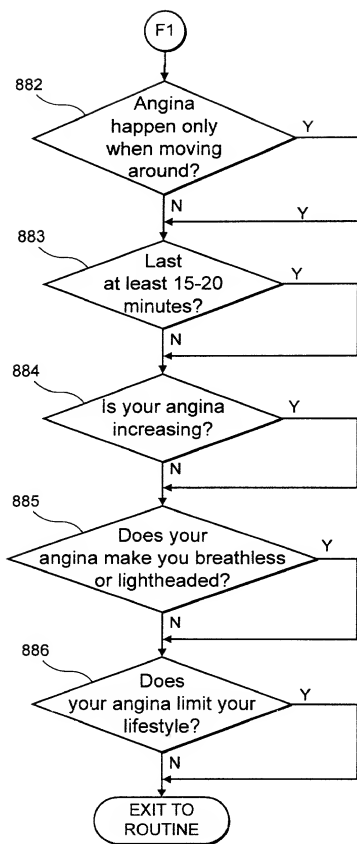 F1
882
Angina
happen only
when moving
around?
Y
N
Y
883
Last
at least 15-20
minutes?
Y
N
884
Is your angina
increasing?
Y
N
885
Does your
angina make you breathless
or lightheaded?
Y
N
886
Does
your angina limit your
lifestyle?
Y
N
EXIT TO
ROUTINE